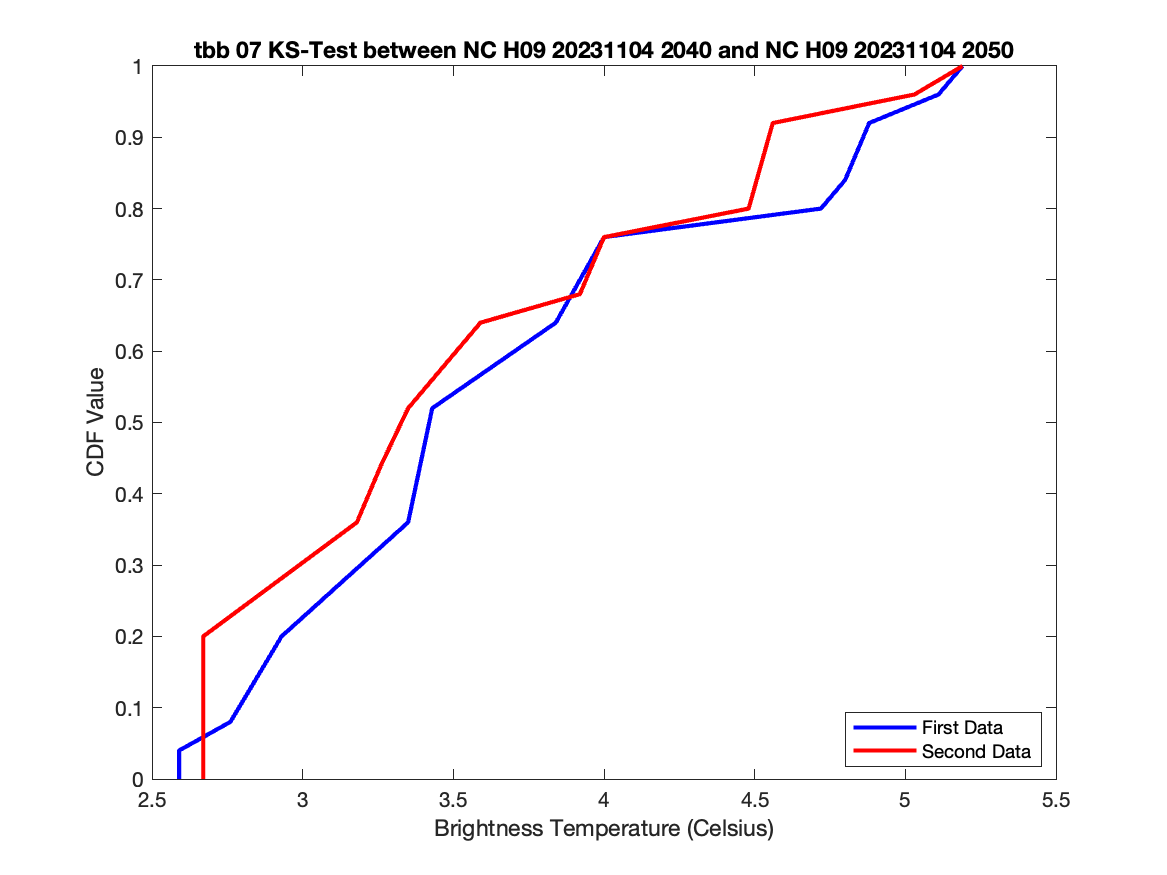 tbb 07 KS-Test between NC H09 20231104 2040 and NC H09 20231104 2050
1
0.9
0.8
0.7
0.6
0.5
0.4
0.3
0.2
0.1
0
CDF Value
2.5 3 3.5 4 4.5 5 5.5
Brightness Temperature (Celsius)
First Data
Second Data